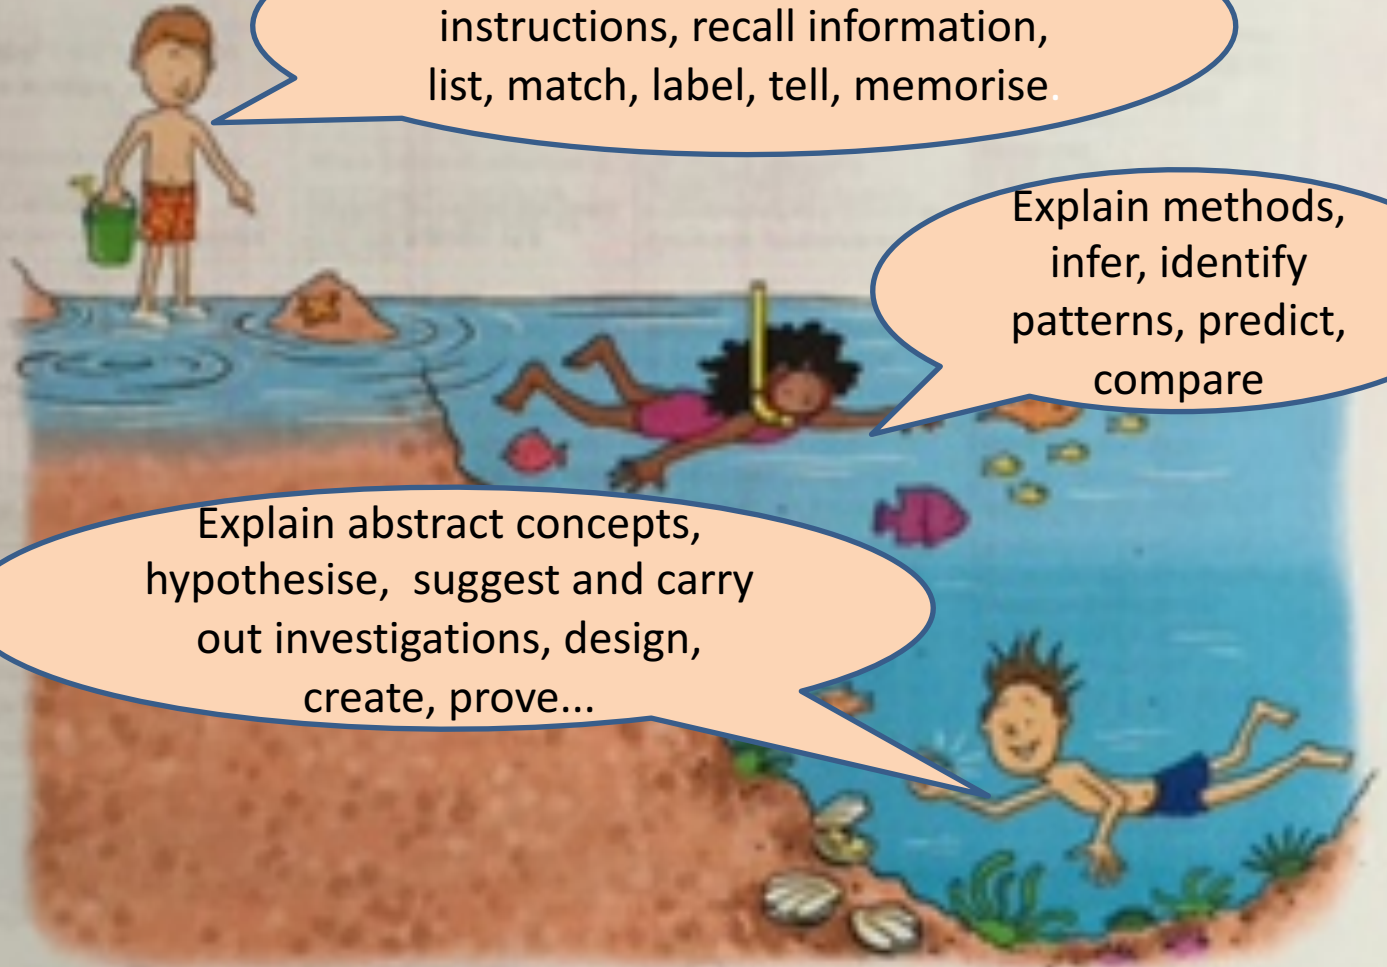 instructions, recall information,
list, match, label, tell, memorise.
Explain methods,
infer, identify
patterns, predict,
compare
Explain abstract concepts,
hypothesise, suggest and carry
out investigations, design,
create, prove...